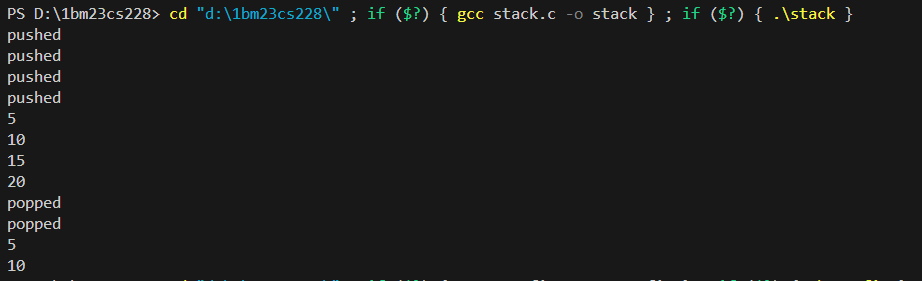 PS D:\1bm23cs228> cd "d:\1bm23cs228\" ; if ($?) { gcc stack.c -o stack } ; if ($?) { .\stack }
pushed
pushed
pushed
pushed
5
10
15
20
popped
popped
5
10